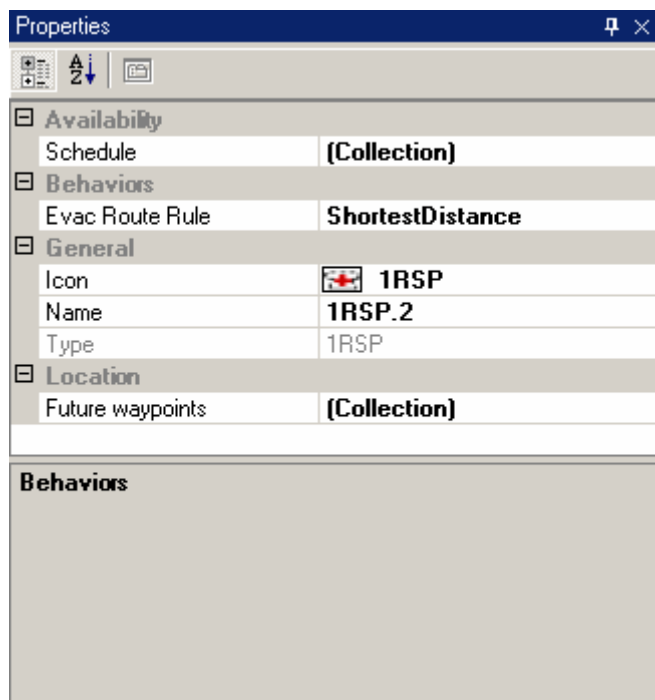 Properties
A Z
Availability
Schedule (Collection)
Behaviors
Evac Route Rule ShortestDistance
General
Icon 1RSP
Name 1RSP.2
Type 1RSP
Location
Future waypoints (Collection)
Behaviors